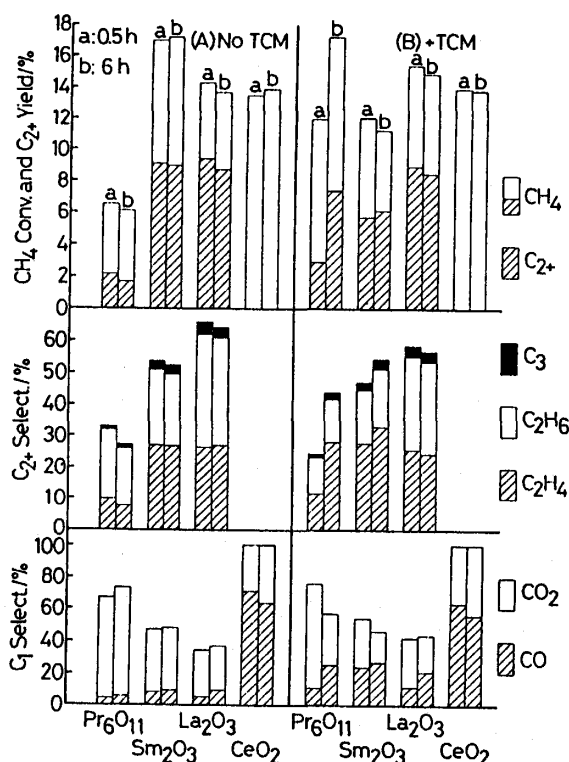 a:0.5h
b: 6 h
(A) No TCM
(B) +TCM
CH4 Conv. and C2+ Yield/%
18
16
14
12
10
8
6
4
2
0
a b
a b
a b
a b
a b
a b
a b
a b
CH4
C2+
C2+ Select./%
60
50
40
30
20
10
0
C3
C2H6
C2H4
C1 Select./%
100
80
60
40
20
0
CO2
CO
Pr6O11 La2O3 Pr6O11 La2O3
Sm2O3 CeO2 Sm2O3 CeO2